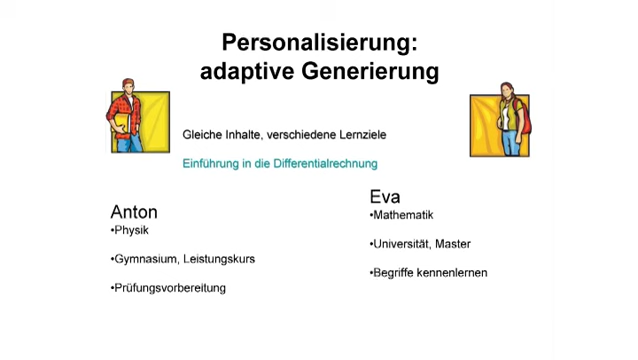 Personalisierung:
adaptive Generierung
Gleiche Inhalte, verschiedene Lernziele
Einführung in die Differentialrechnung
Anton
•Physik
•Gymnasium, Leistungskurs
•Prüfungsvorbereitung
Eva
•Mathematik
•Universität, Master
•Begriffe kennenlernen